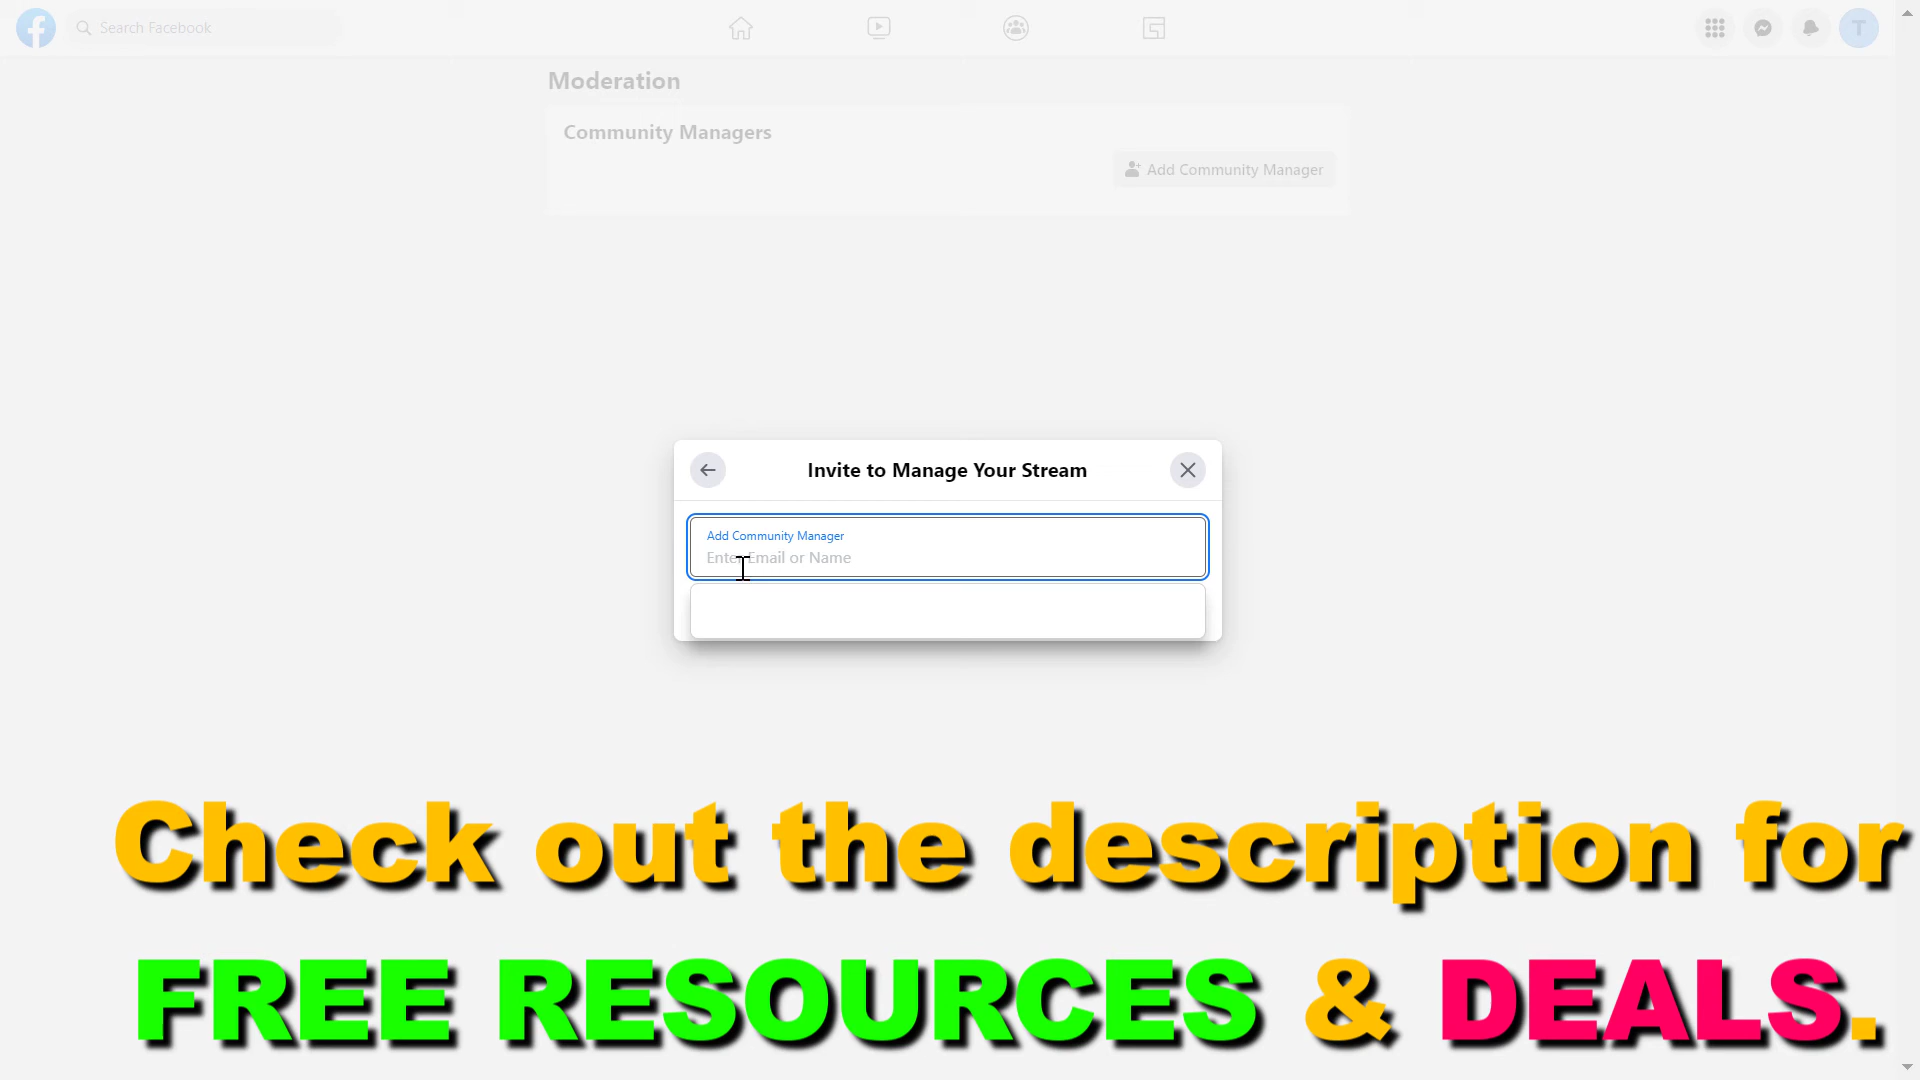 Search Facebook
T
Moderation
Community Managers
Add Community Manager
Invite to Manage Your Stream
Add Community Manager
Enter Email or Name
Check out the description for
FREE RESOURCES & DEALS.